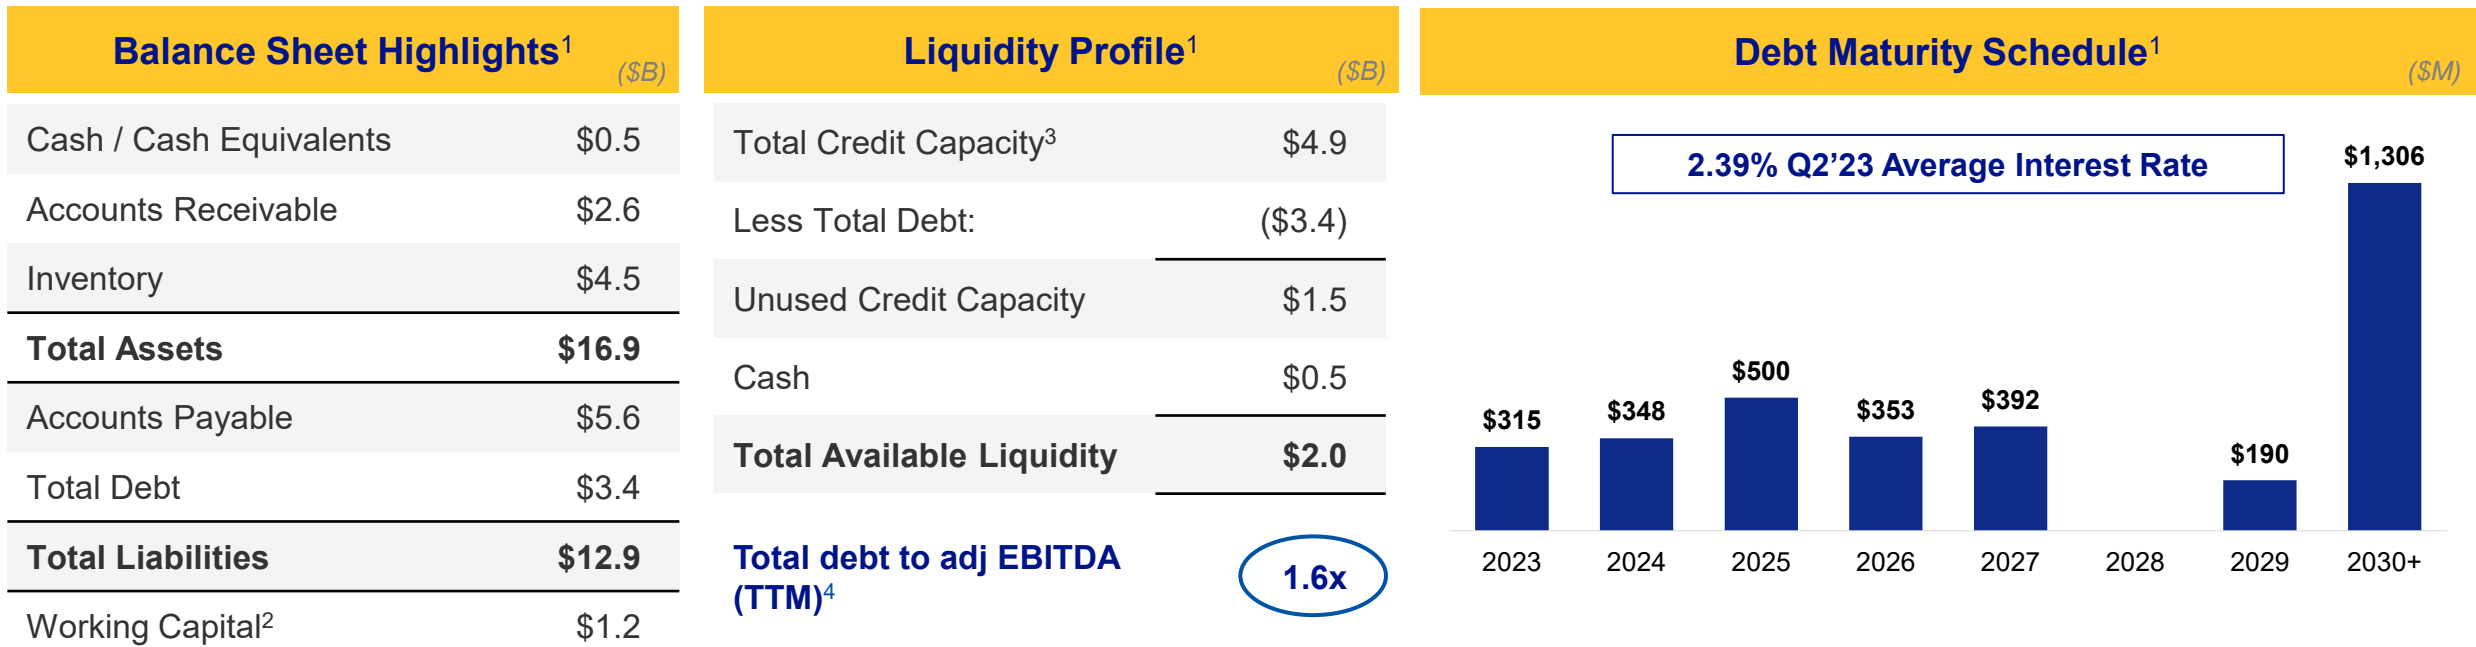 Balance Sheet Highlights1
($B)
Cash / Cash Equivalents $0.5
Accounts Receivable $2.6
Inventory $4.5
Total Assets $16.9
Accounts Payable $5.6
Total Debt $3.4
Total Liabilities $12.9
Working Capital2 $1.2
Liquidity Profile1
($B)
Total Credit Capacity3 $4.9
Less Total Debt: ($3.4)
Unused Credit Capacity $1.5
Cash $0.5
Total Available Liquidity $2.0
Total debt to adj EBITDA
(TTM)4
1.6x
Debt Maturity Schedule1
($M)
2.39% Q2’23 Average Interest Rate
$315 $348 $500 $353 $392 $190 $1,306
2023 2024 2025 2026 2027 2028 2029 2030+